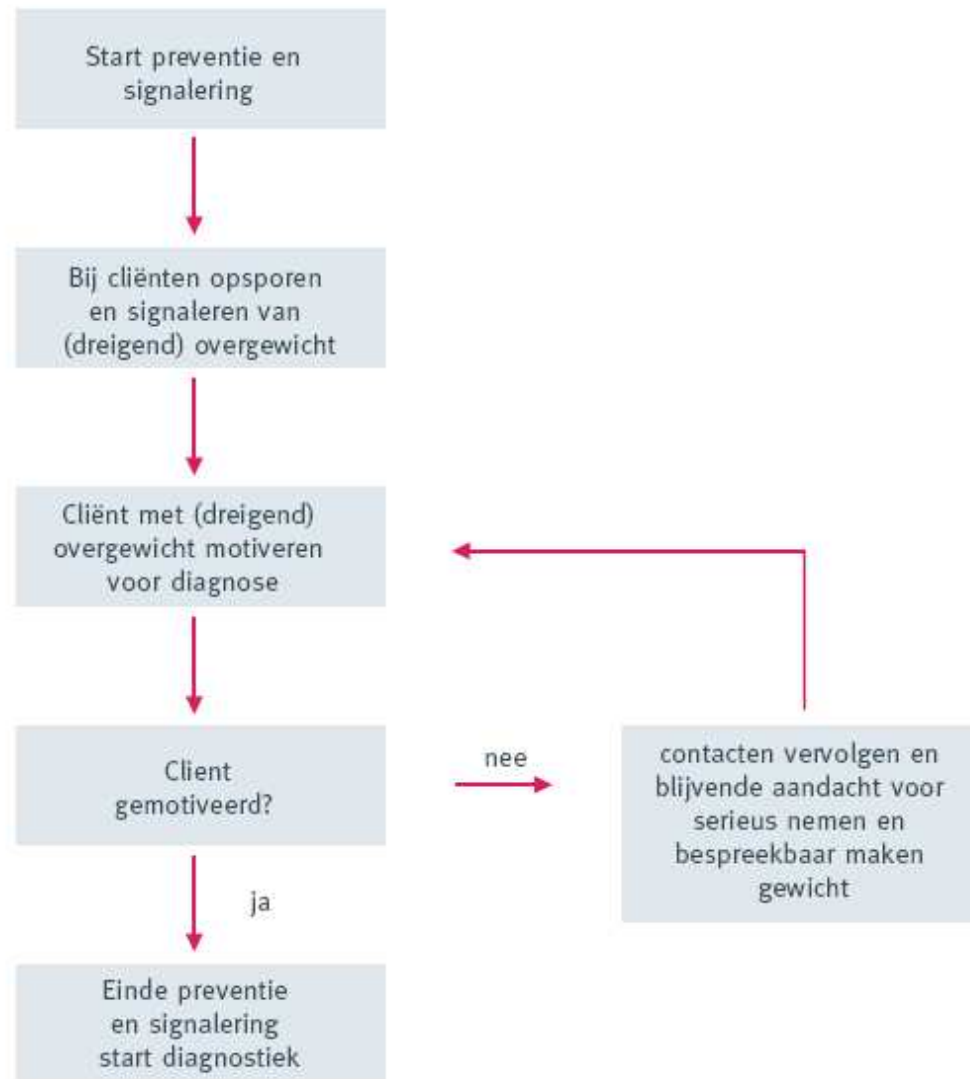 Start preventie en
signalering
Bij cliënten opsporen
en signaleren van
(dreigend) overgewicht
Cliënt met (dreigend)
overgewicht motiveren
voor diagnose
Client
gemotiveerd?
nee
contacten vervolgen en
blijvende aandacht voor
serieus nemen en
bespreekbaar maken
gewicht
ja
Einde preventie
en signalering
start diagnostiek